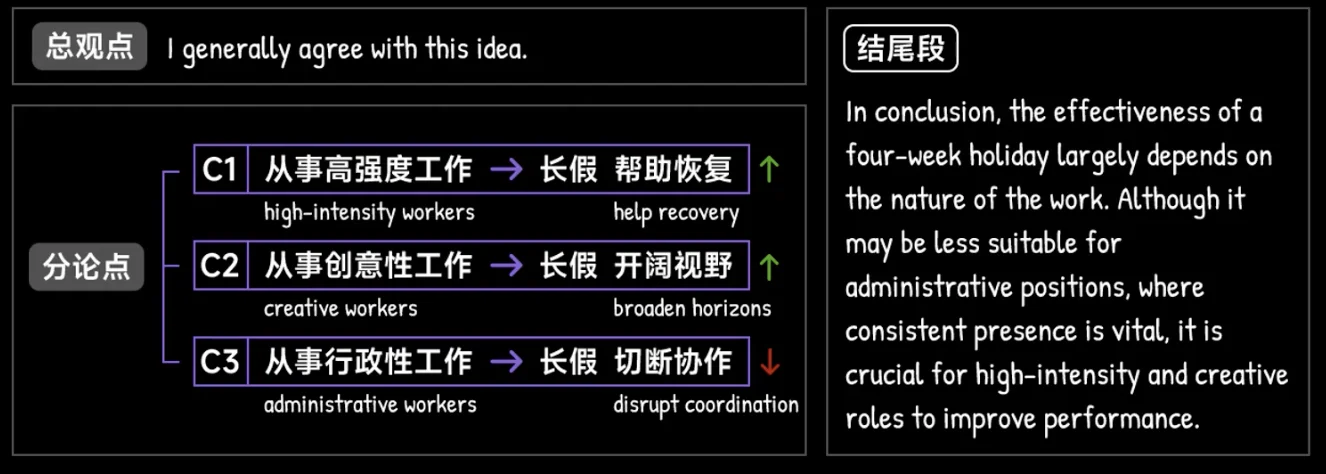 总观点 I generally agree with this idea.
分论点
C1 从事高强度工作 → 长假 帮助恢复 ↑
high-intensity workers help recovery
C2 从事创意性工作 → 长假 开阔视野 ↑
creative workers broaden horizons
C3 从事行政性工作 → 长假 切断协作 ↓
administrative workers disrupt coordination
结尾段
In conclusion, the effectiveness of a
four-week holiday largely depends on
the nature of the work. Although it
may be less suitable for
administrative positions, where
consistent presence is vital, it is
crucial for high-intensity and creative
roles to improve performance.